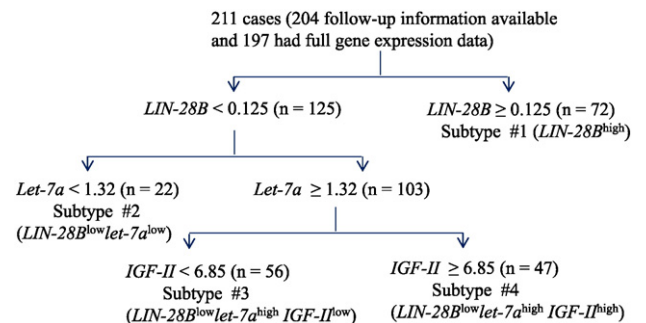 211 cases (204 follow-up information available
and 197 had full gene expression data)
LIN-28B < 0.125 (n = 125)
LIN-28B ≥ 0.125 (n = 72)
Subtype #1 (LIN-28Bhigh)
Let-7a < 1.32 (n = 22)
Subtype #2
(LIN-28Blowlet-7alow)
Let-7a ≥ 1.32 (n = 103)
IGF-II < 6.85 (n = 56)
Subtype #3
(LIN-28Blowlet-7ahigh IGF-IIlow)
IGF-II ≥ 6.85 (n = 47)
Subtype #4
(LIN-28Blowlet-7ahigh IGF-IIhigh)